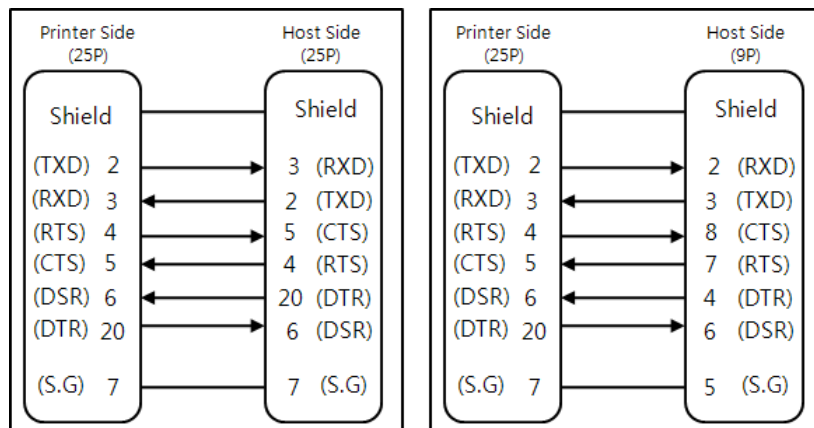 Printer Side
(25P)
Host Side
(25P)
Shield
Shield
(TXD) 2
3 (RXD)
(RXD) 3
2 (TXD)
(RTS) 4
5 (CTS)
(CTS) 5
4 (RTS)
(DSR) 6
20 (DTR)
(DTR) 20
6 (DSR)
(S.G) 7
7 (S.G)
Printer Side
(25P)
Host Side
(9P)
Shield
Shield
(TXD) 2
2 (RXD)
(RXD) 3
3 (TXD)
(RTS) 4
8 (CTS)
(CTS) 5
7 (RTS)
(DSR) 6
4 (DTR)
(DTR) 20
6 (DSR)
(S.G) 7
5 (S.G)